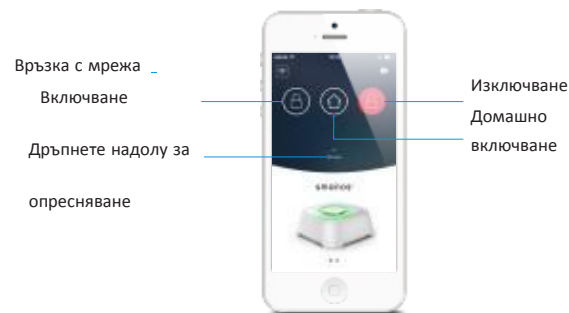 Връзка с мрежа
Включване
Дръпнете надолу за
опресняване
Изключване
Домашно
включване
smanos